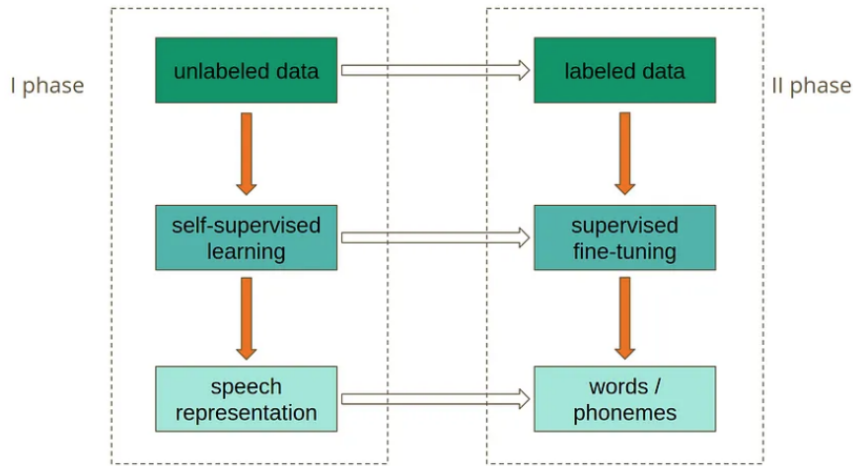 unlabeled data
labeled data
I phase
II phase
self-supervised
learning
supervised
fine-tuning
speech
representation
words /
phonemes